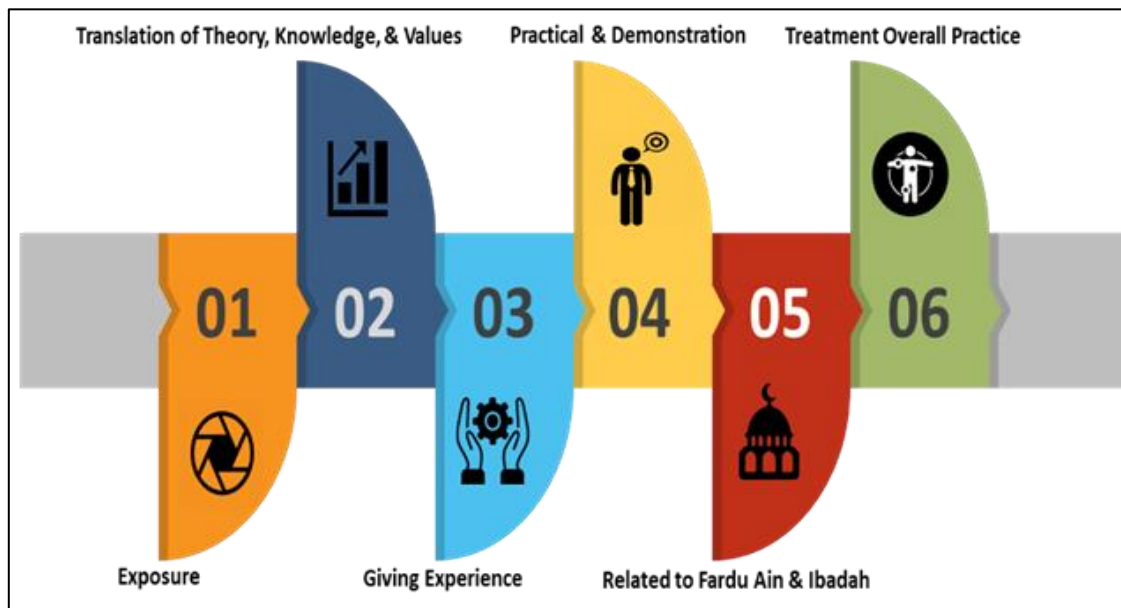 Translation of Theory, Knowledge, & Values
Practical & Demonstration
Treatment Overall Practice
01
02
03
04
05
06
Exposure
Giving Experience
Related to Fardu Ain & Ibadah